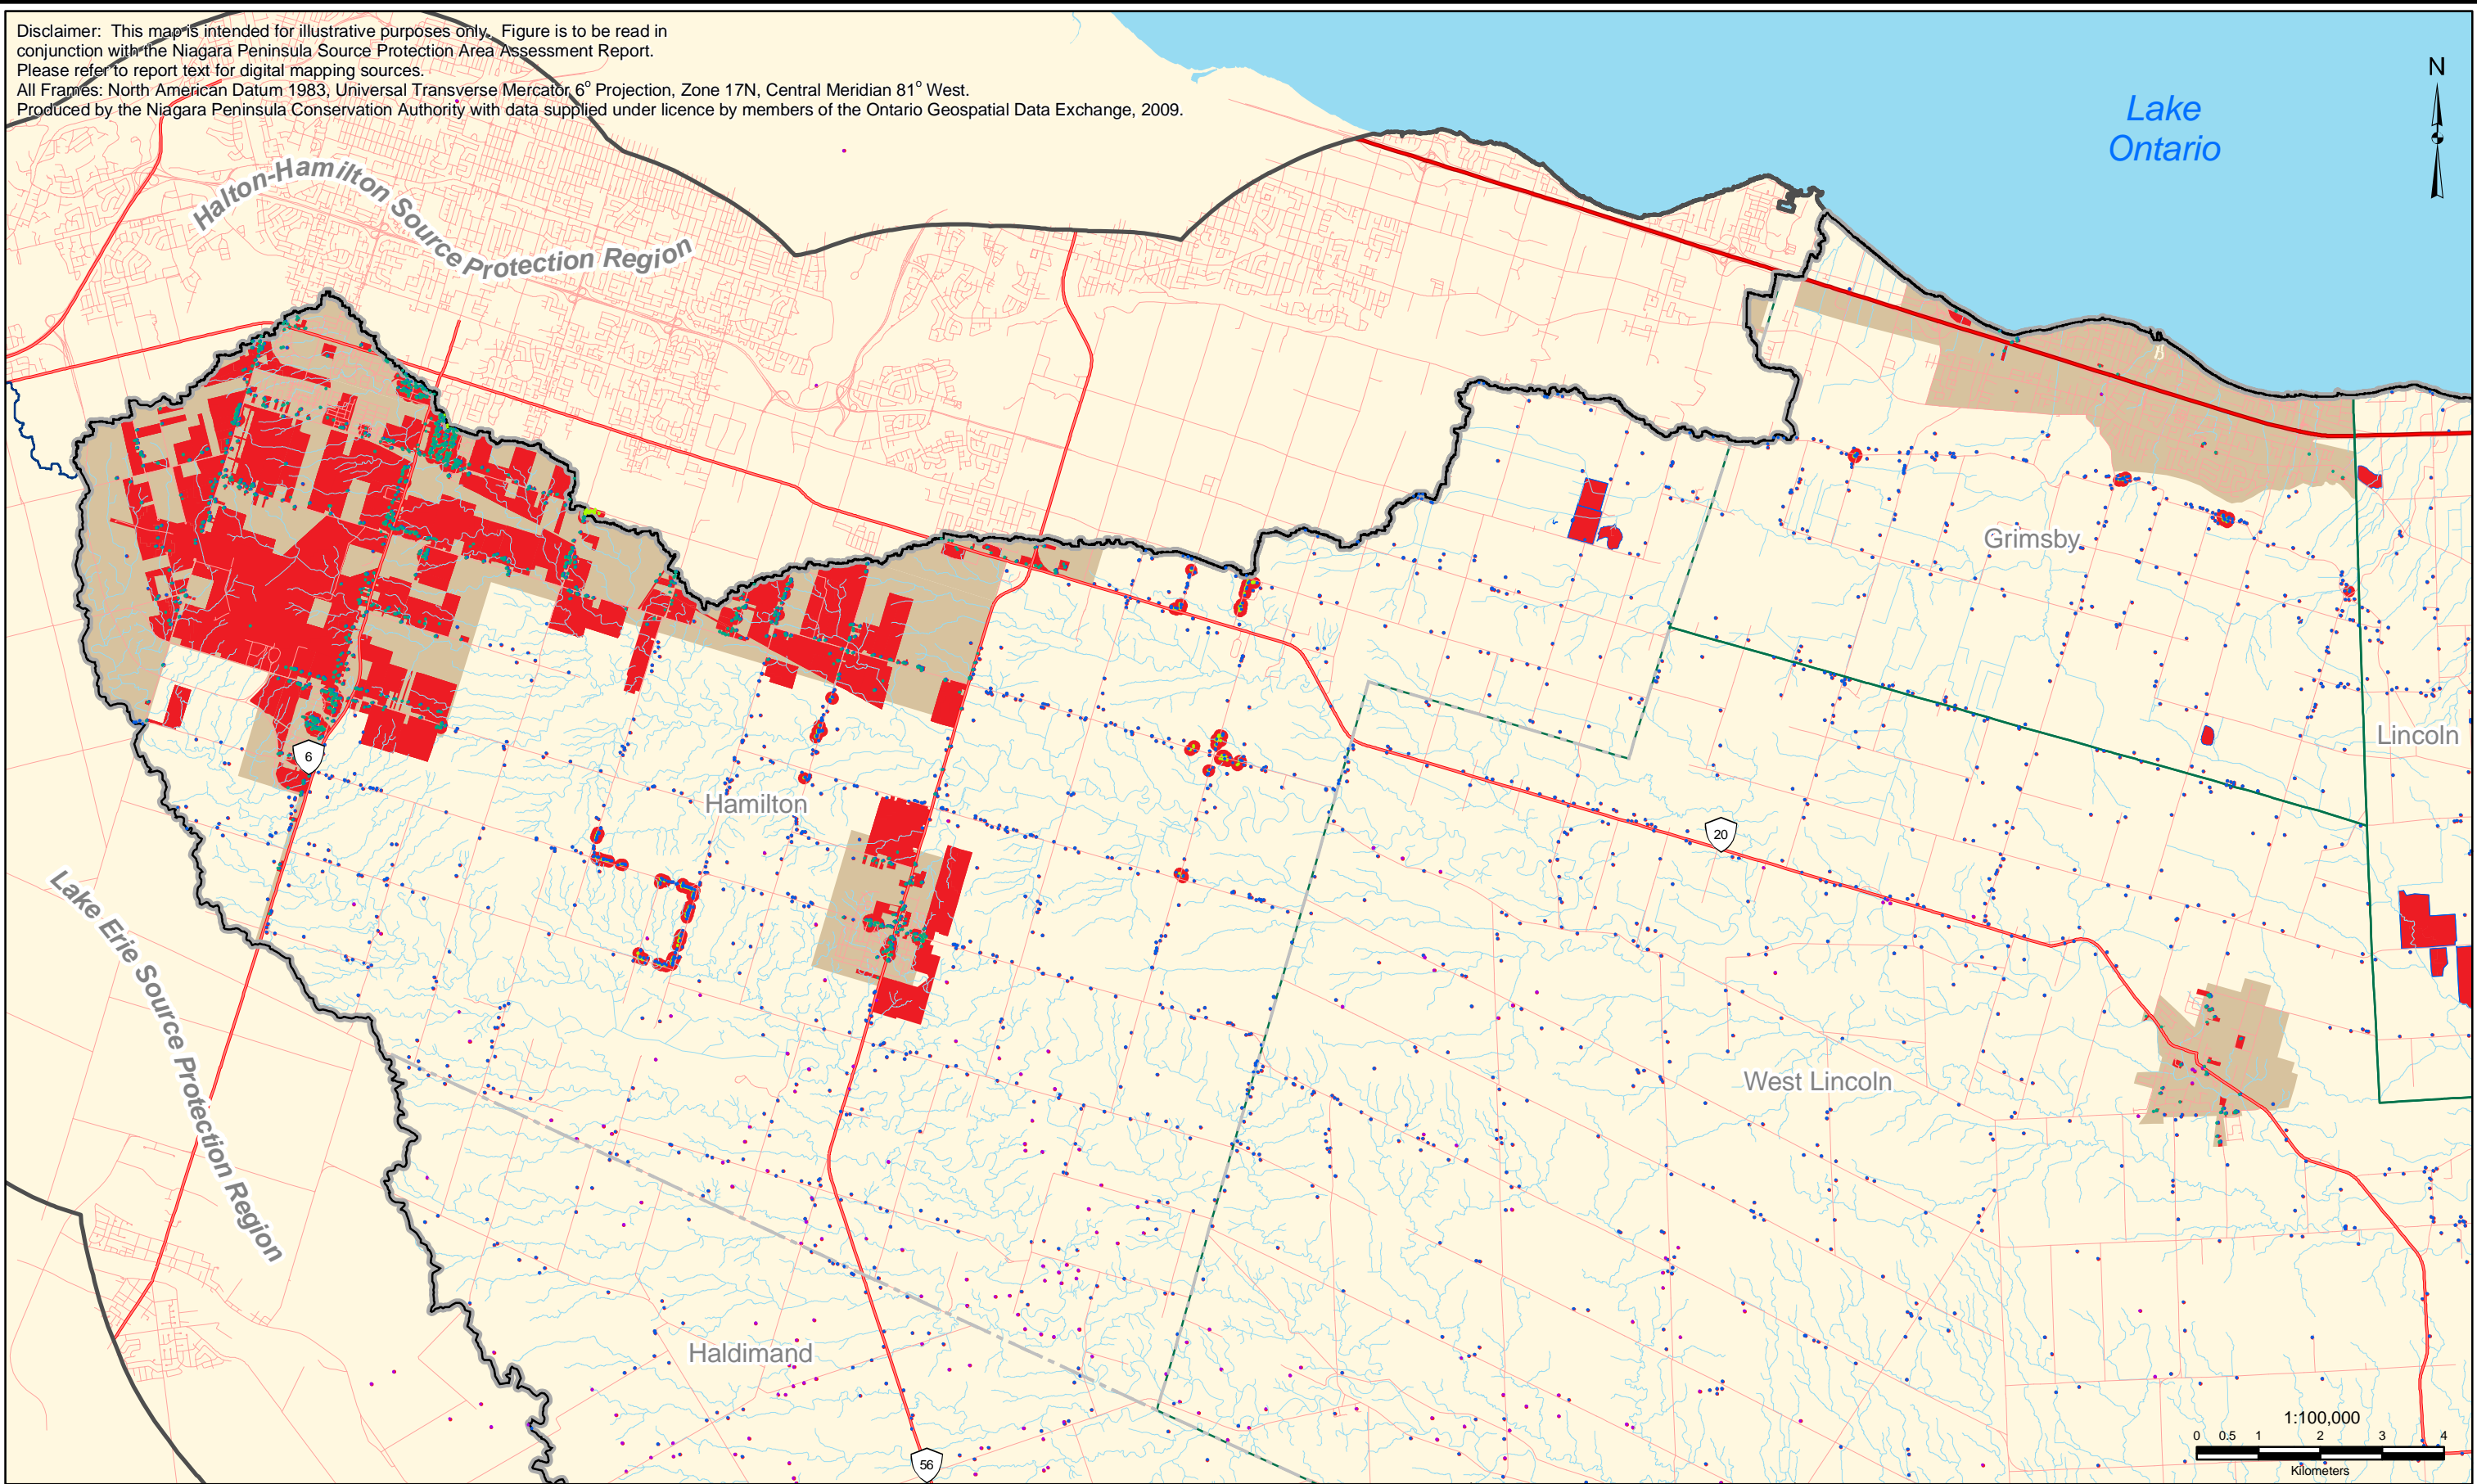 Disclaimer: This map is intended for illustrative purposes only. Figure is to be read in
conjunction with the Niagara Peninsula Source Protection Area Assessment Report.
Please refer to report text for digital mapping sources.
All Frames: North American Datum 1983, Universal Transverse Mercator 6° Projection, Zone 17N, Central Meridian 81° West.
Produced by the Niagara Peninsula Conservation Authority with data supplied under licence by members of the Ontario Geospatial Data Exchange, 2009.
N
Lake
Ontario
Halton-Hamilton Source Protection Region
Grimsby
Lincoln
6
Hamilton
20
Lake Erie Source Protection Region
West Lincoln
Haldimand
56
1:100,000
0 0.5 1 2 3 4
Kilometers